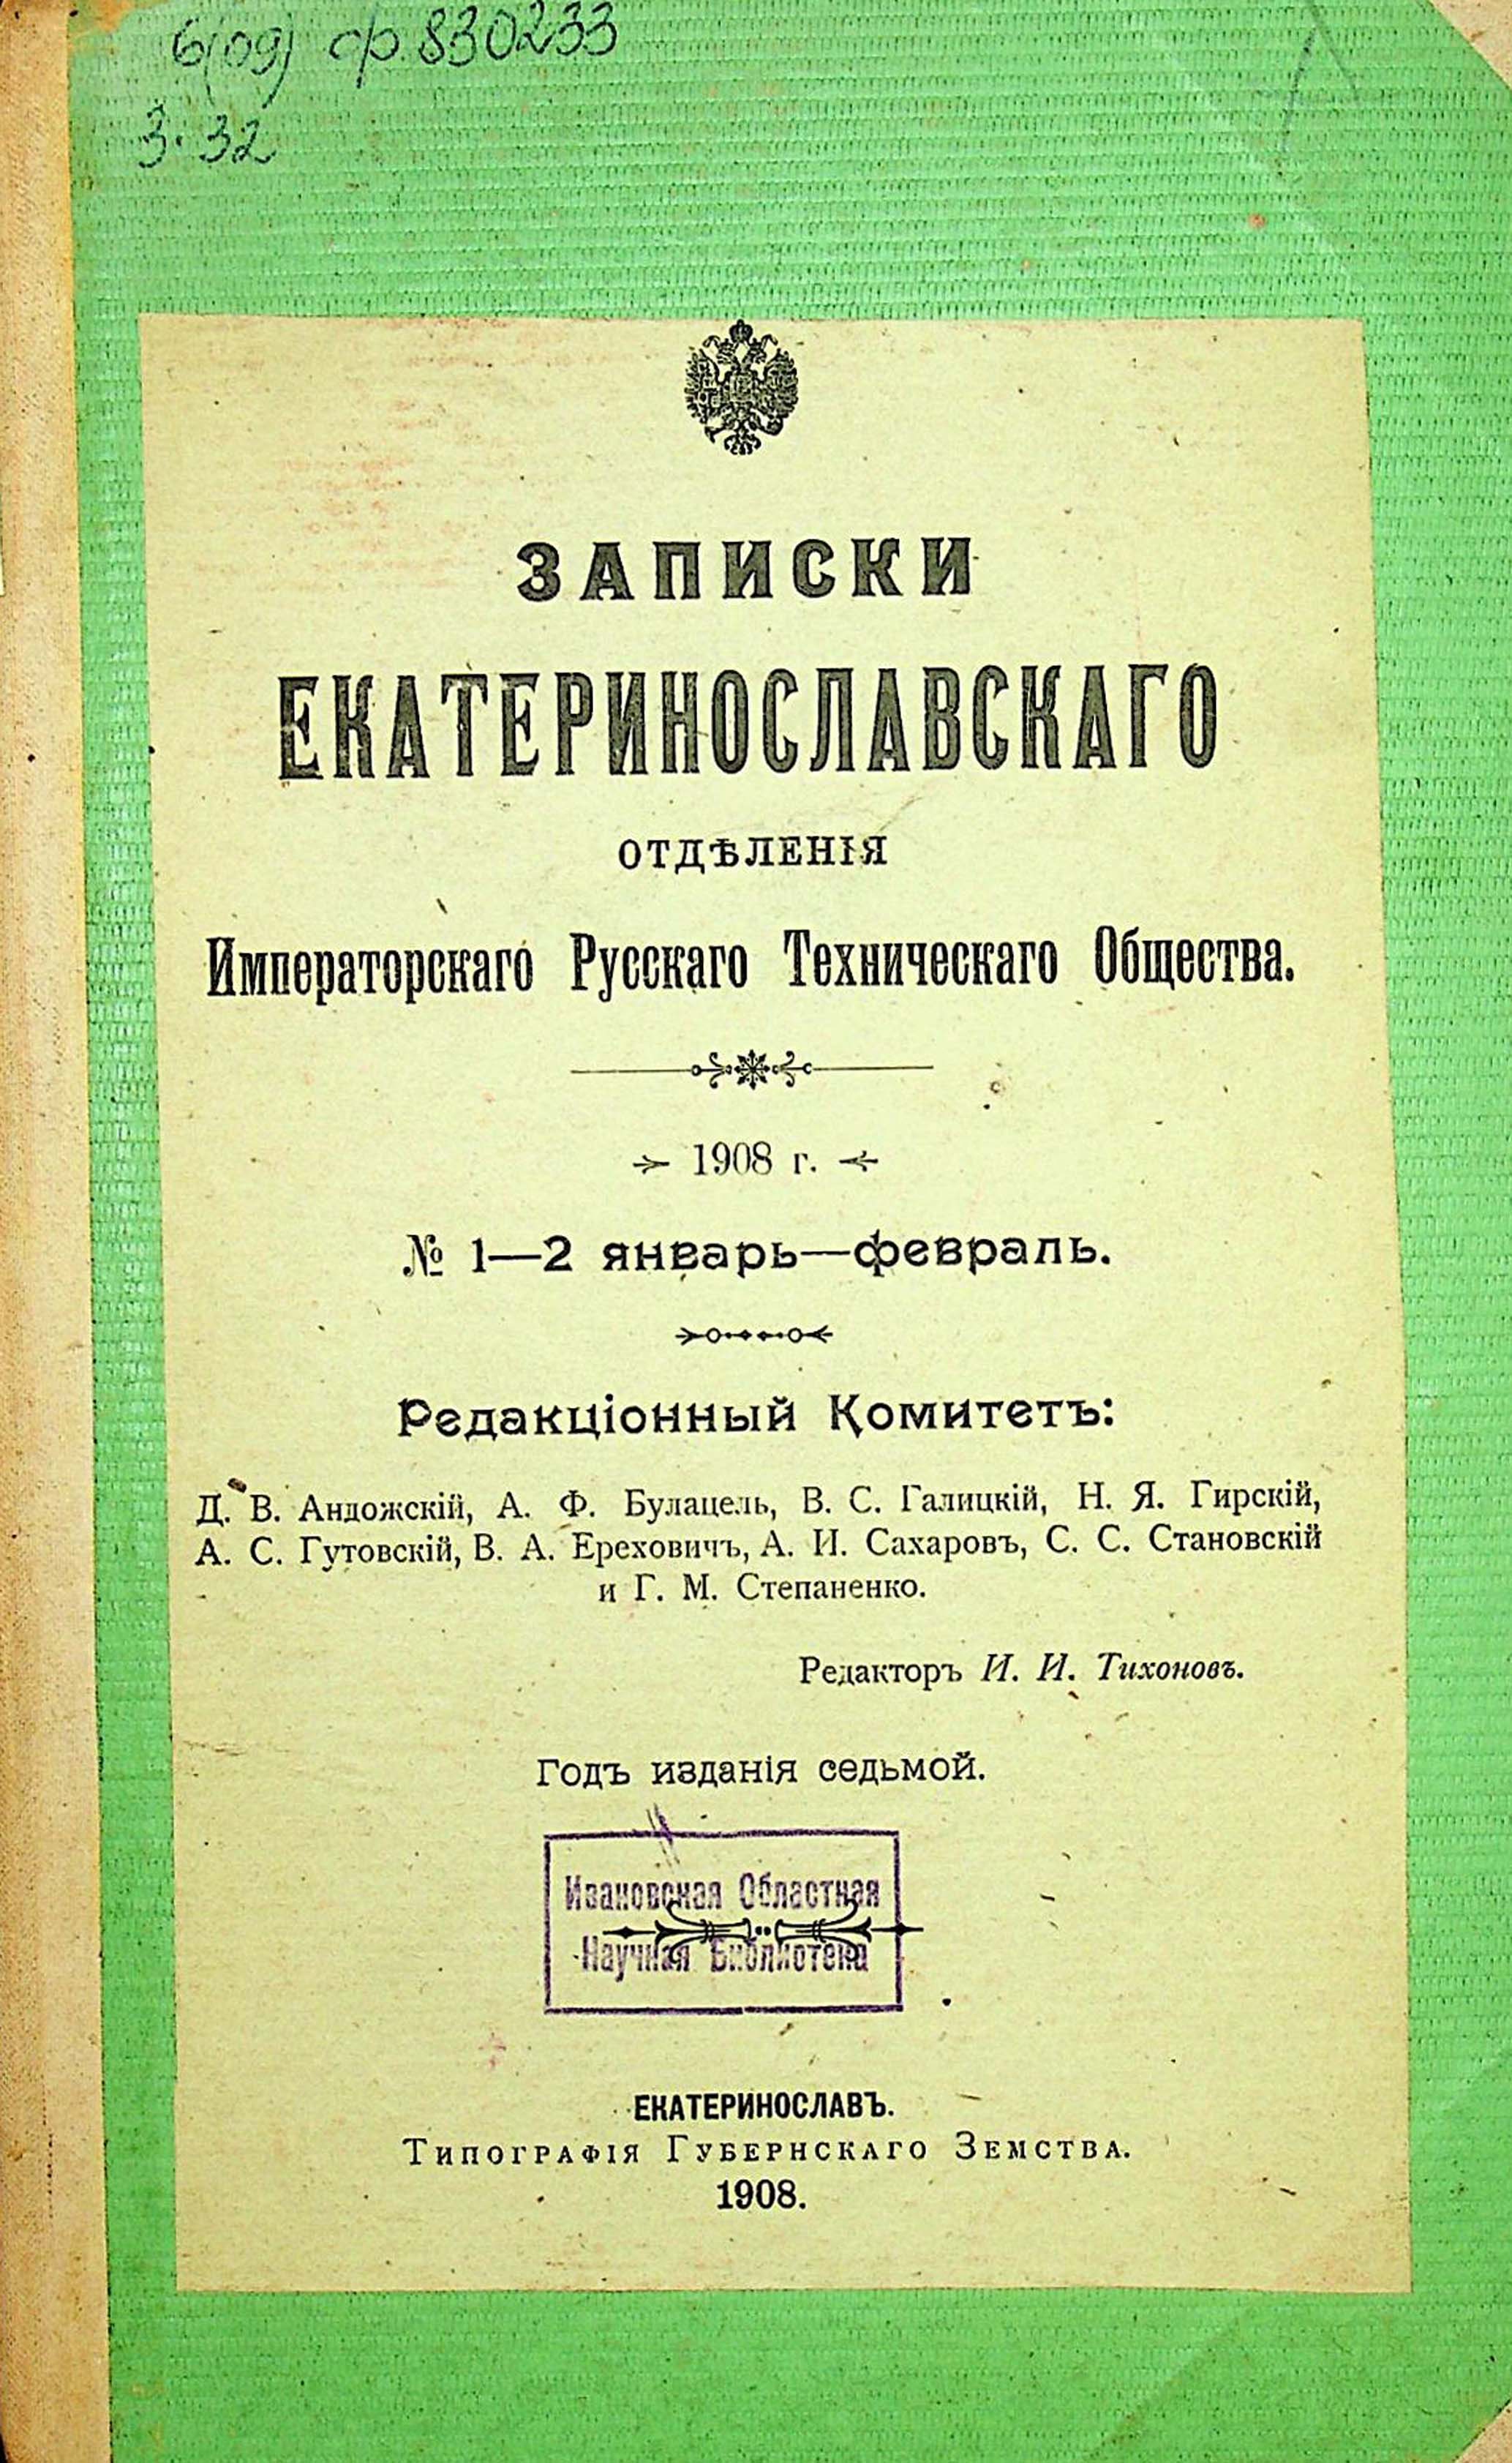 6(09) ср. 830233
3.32
ЗАПИСКИ
ЕКАТЕРИНОСЛАВСКАГО
ОТДѢЛЕНІЯ
Императорскаго Русскаго Техническаго Общества.
1908 г.
№ 1—2 январь—февраль.
Редакціонный Комитетъ:
Д. В. Андожскій, А. Ф. Булацель, В. С. Галицкій, Н. Я. Гирскій,
А. С. Гутовскій, В. А. Ереховичъ, А. И. Сахаровъ, С. С. Становскій
и Г. М. Степаненко.
Редакторъ И. И. Тихоновъ.
Годъ изданія седьмой.
Ивановская Областная
Научная Библиотека
ЕКАТЕРИНОСЛАВЪ.
Типографія Губернскаго Земства.
1908.